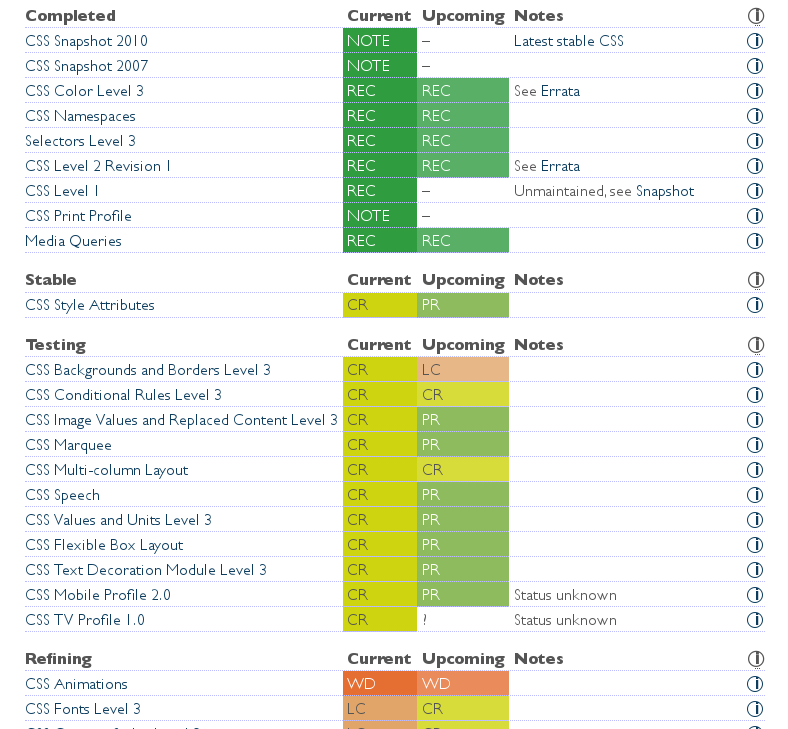 Completed Current Upcoming Notes ⓘ
CSS Snapshot 2010 NOTE – Latest stable CSS ⓘ
CSS Snapshot 2007 NOTE – ⓘ
CSS Color Level 3 REC REC See Errata ⓘ
CSS Namespaces REC REC ⓘ
Selectors Level 3 REC REC ⓘ
CSS Level 2 Revision 1 REC REC See Errata ⓘ
CSS Level 1 REC – Unmaintained, see Snapshot ⓘ
CSS Print Profile NOTE – ⓘ
Media Queries REC REC ⓘ
Stable Current Upcoming Notes ⓘ
CSS Style Attributes CR PR ⓘ
Testing Current Upcoming Notes ⓘ
CSS Backgrounds and Borders Level 3 CR LC ⓘ
CSS Conditional Rules Level 3 CR CR ⓘ
CSS Image Values and Replaced Content Level 3 CR PR ⓘ
CSS Marquee CR PR ⓘ
CSS Multi-column Layout CR CR ⓘ
CSS Speech CR PR ⓘ
CSS Values and Units Level 3 CR PR ⓘ
CSS Flexible Box Layout CR PR ⓘ
CSS Text Decoration Module Level 3 CR PR ⓘ
CSS Mobile Profile 2.0 CR PR Status unknown ⓘ
CSS TV Profile 1.0 CR ? Status unknown ⓘ
Refining Current Upcoming Notes ⓘ
CSS Animations WD WD ⓘ
CSS Fonts Level 3 LC CR ⓘ